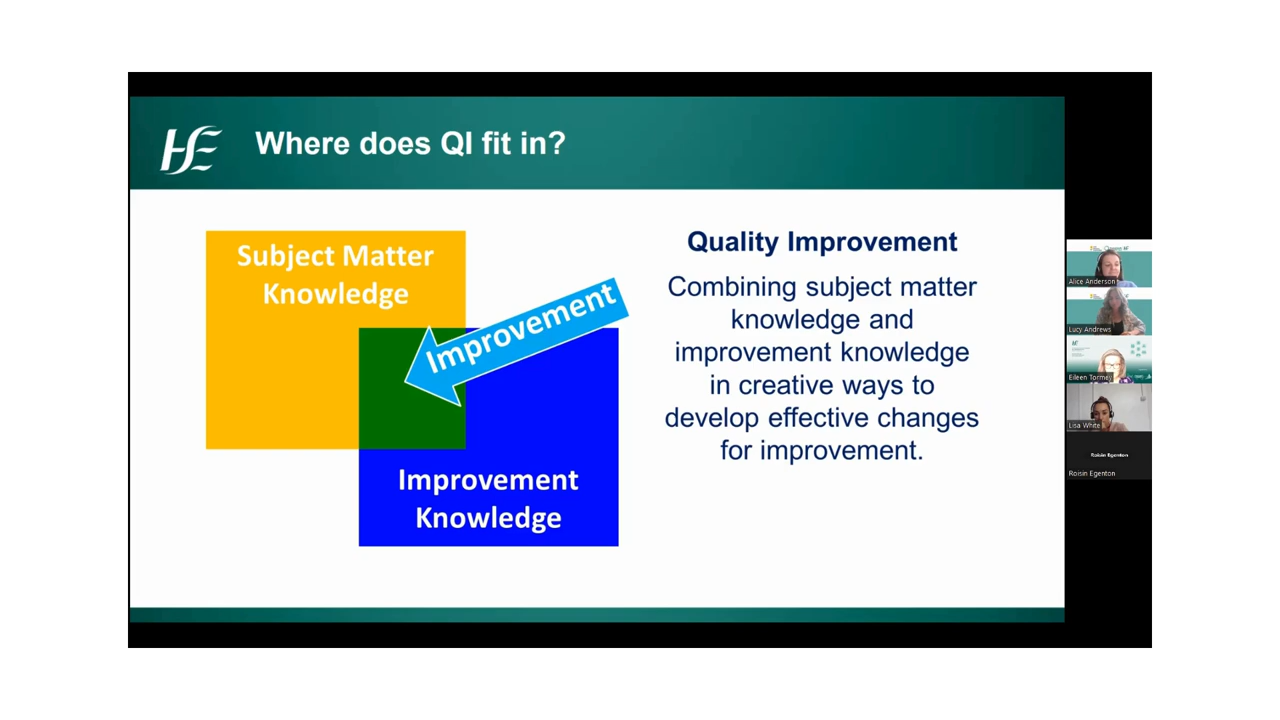 HSE
Where does QI fit in?
Subject Matter
Knowledge
Improvement
Improvement
Knowledge
Quality Improvement
Combining subject matter
knowledge and
improvement knowledge
in creative ways to
develop effective changes
for improvement.
Alice Anderson
Lucy Andrews
Eileen Tormey
Lisa White
Roisin Egenton
Roisin Egenton